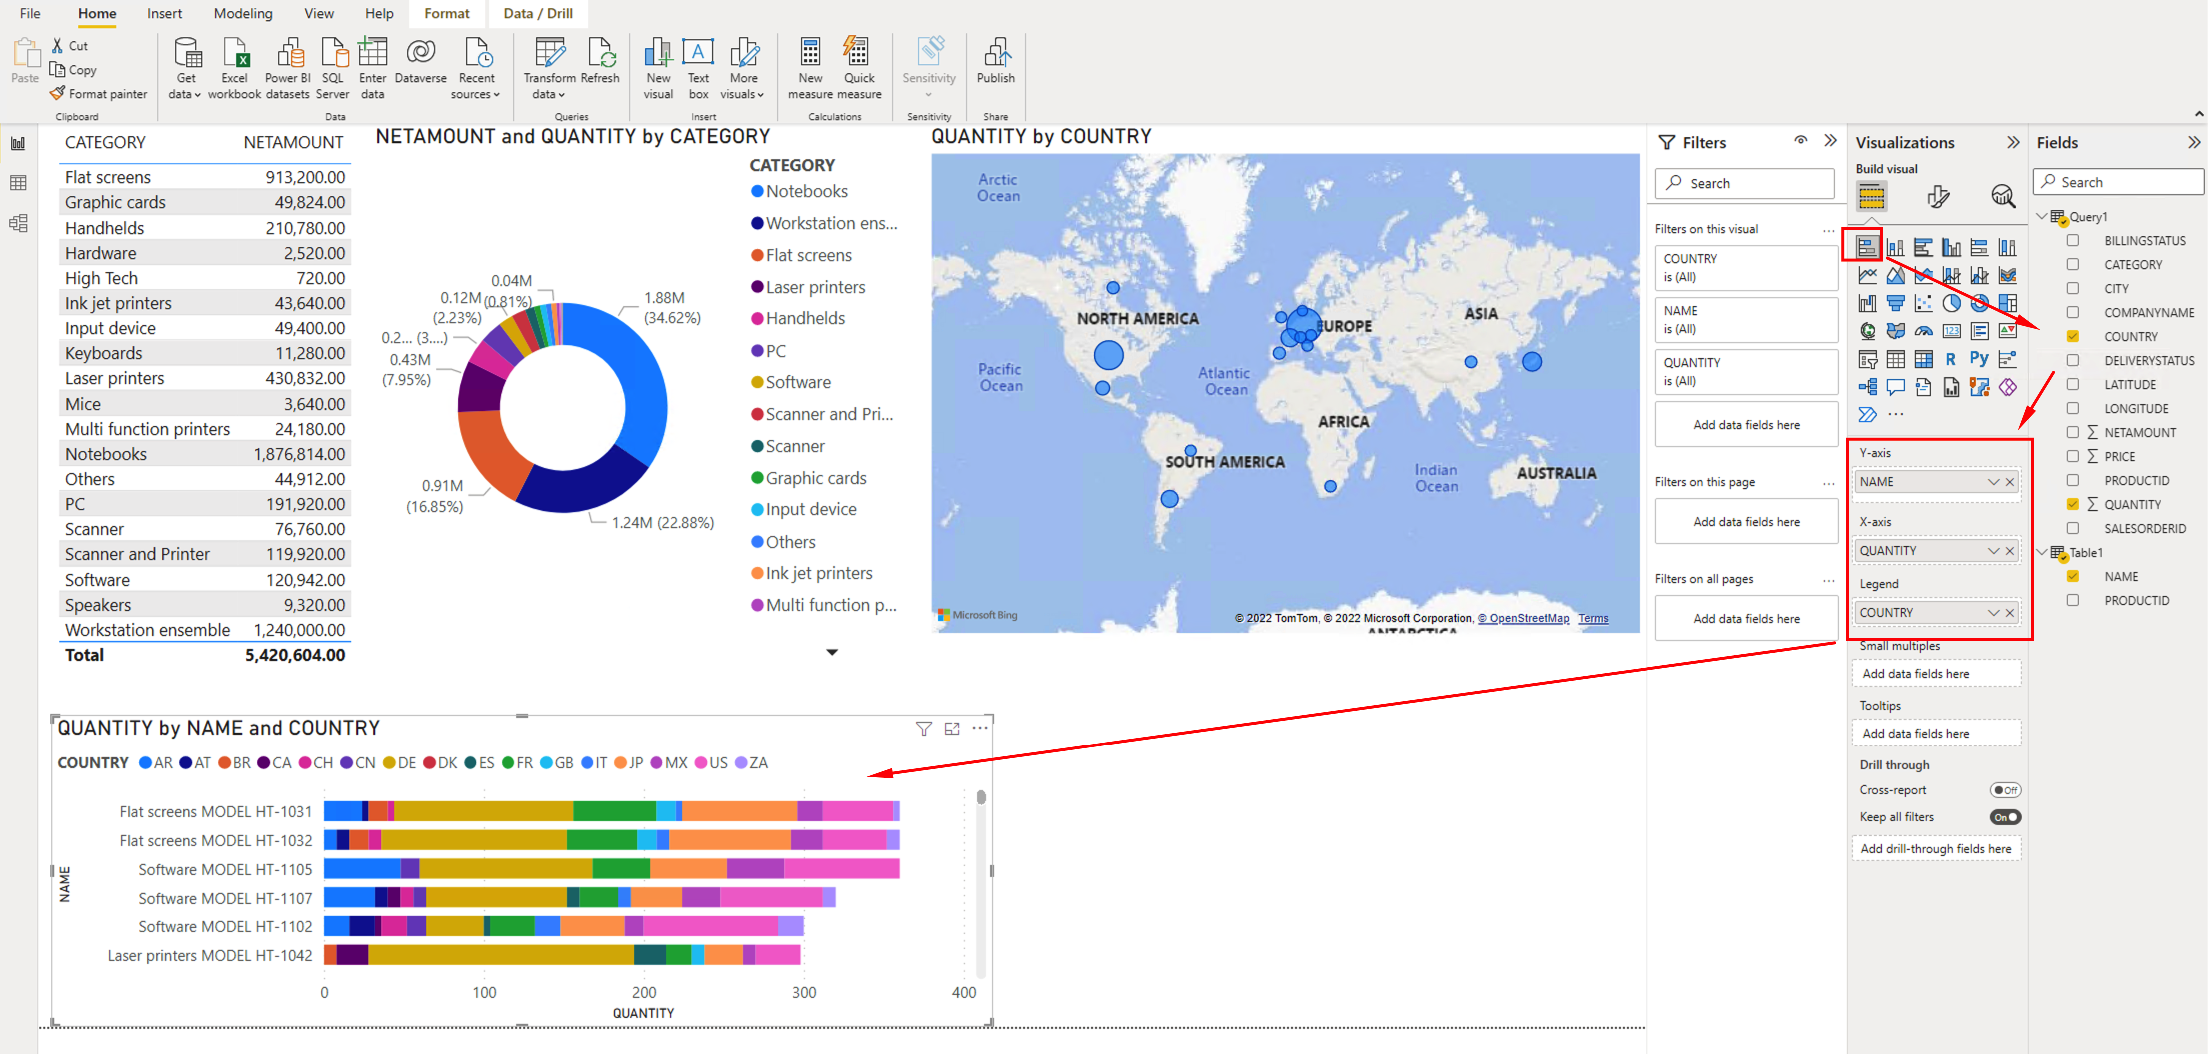 File
Home
Insert
Modeling
View
Help
Format
Data / Drill
Paste
Cut
Copy
Format painter
Clipboard
Get
data
Excel
workbook
Power BI
datasets
SQL
Server
Enter
data
Dataverse
Recent
sources
Data
Transform
data
Refresh
Queries
New
visual
Text
box
More
visuals
Insert
New
measure
Quick
measure
Calculations
Sensitivity
Sensitivity
Publish
Share
CATEGORY NETAMOUNT
Flat screens 913,200.00
Graphic cards 49,824.00
Handhelds 210,780.00
Hardware 2,520.00
High Tech 720.00
Ink jet printers 43,640.00
Input device 49,400.00
Keyboards 11,280.00
Laser printers 430,832.00
Mice 3,640.00
Multi function printers 24,180.00
Notebooks 1,876,814.00
Others 44,912.00
PC 191,920.00
Scanner 76,760.00
Scanner and Printer 119,920.00
Software 120,942.00
Speakers 9,320.00
Workstation ensemble 1,240,000.00
Total 5,420,604.00
NETAMOUNT and QUANTITY by CATEGORY
0.04M
(0.81%)
0.12M
(2.23%)
0.2... (3....)
0.43M
(7.95%)
0.91M
(16.85%)
1.24M (22.88%)
1.88M
(34.62%)
CATEGORY
Notebooks
Workstation ens...
Flat screens
Laser printers
Handhelds
PC
Software
Scanner and Pri...
Scanner
Graphic cards
Input device
Others
Ink jet printers
Multi function p...
QUANTITY by COUNTRY
Arctic
Ocean
NORTH AMERICA
EUROPE
ASIA
Pacific
Ocean
Atlantic
Ocean
AFRICA
SOUTH AMERICA
Indian
Ocean
AUSTRALIA
ANTARCTICA
Microsoft Bing
© 2022 TomTom, © 2022 Microsoft Corporation, © OpenStreetMap Terms
QUANTITY by NAME and COUNTRY
COUNTRY AR AT BR CA CH CN DE DK ES FR GB IT JP MX US ZA
NAME
Flat screens MODEL HT-1031
Flat screens MODEL HT-1032
Software MODEL HT-1105
Software MODEL HT-1107
Software MODEL HT-1102
Laser printers MODEL HT-1042
0 100 200 300 400
QUANTITY
Filters
Search
Filters on this visual
COUNTRY
is (All)
NAME
is (All)
QUANTITY
is (All)
Add data fields here
Filters on this page
Add data fields here
Filters on all pages
Add data fields here
Visualizations
Build visual
123
R
Py
Y-axis
NAME
X-axis
QUANTITY
Legend
COUNTRY
Small multiples
Add data fields here
Tooltips
Add data fields here
Drill through
Cross-report Off
Keep all filters On
Add drill-through fields here
Fields
Search
Query1
BILLINGSTATUS
CATEGORY
CITY
COMPANYNAME
COUNTRY
DELIVERYSTATUS
LATITUDE
LONGITUDE
∑ NETAMOUNT
∑ PRICE
PRODUCTID
∑ QUANTITY
SALESORDERID
Table1
NAME
PRODUCTID